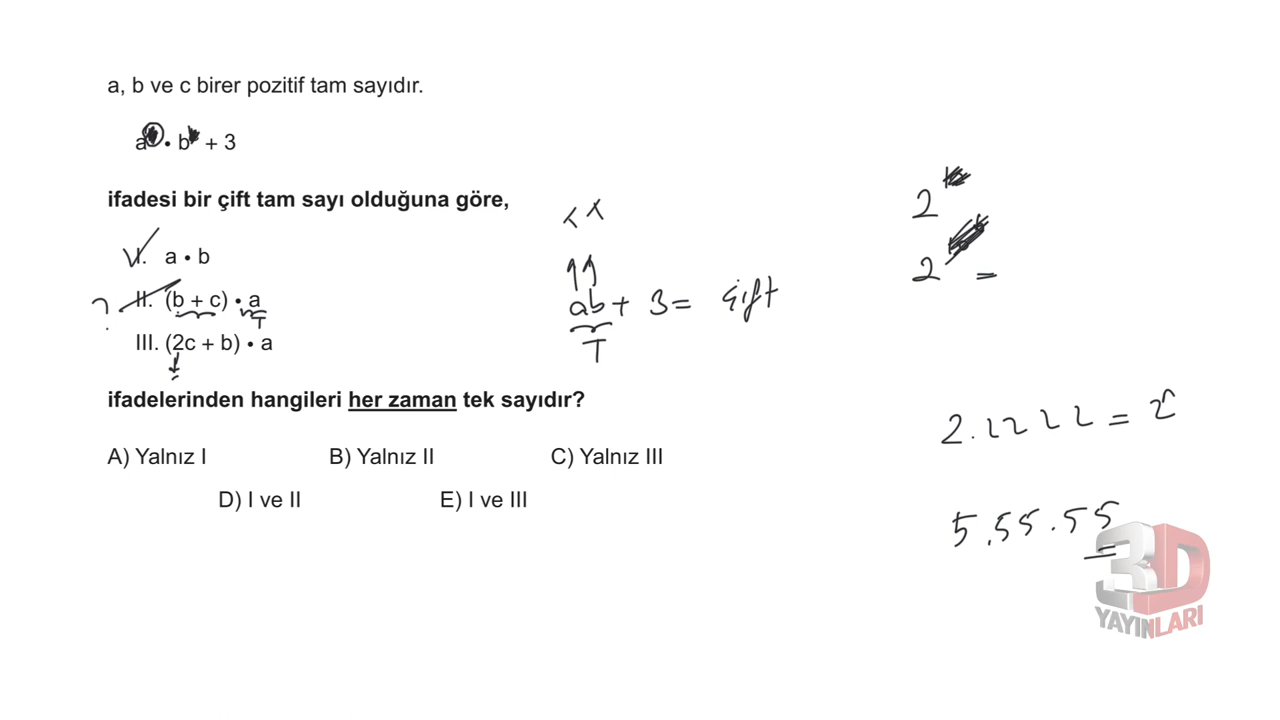 a, b ve c birer pozitif tam sayıdır.
a • b + 3
ifadesi bir çift tam sayı olduğuna göre,
I. a • b
? II. (b + c) • a
T
III. (2c + b) • a
ab + 3 = çift
T
ifadelerinden hangileri her zaman tek sayıdır?
A) Yalnız I B) Yalnız II C) Yalnız III
D) I ve II E) I ve III
2
2 =
2.2222 =
5.55.55
3D
YAYINLARI